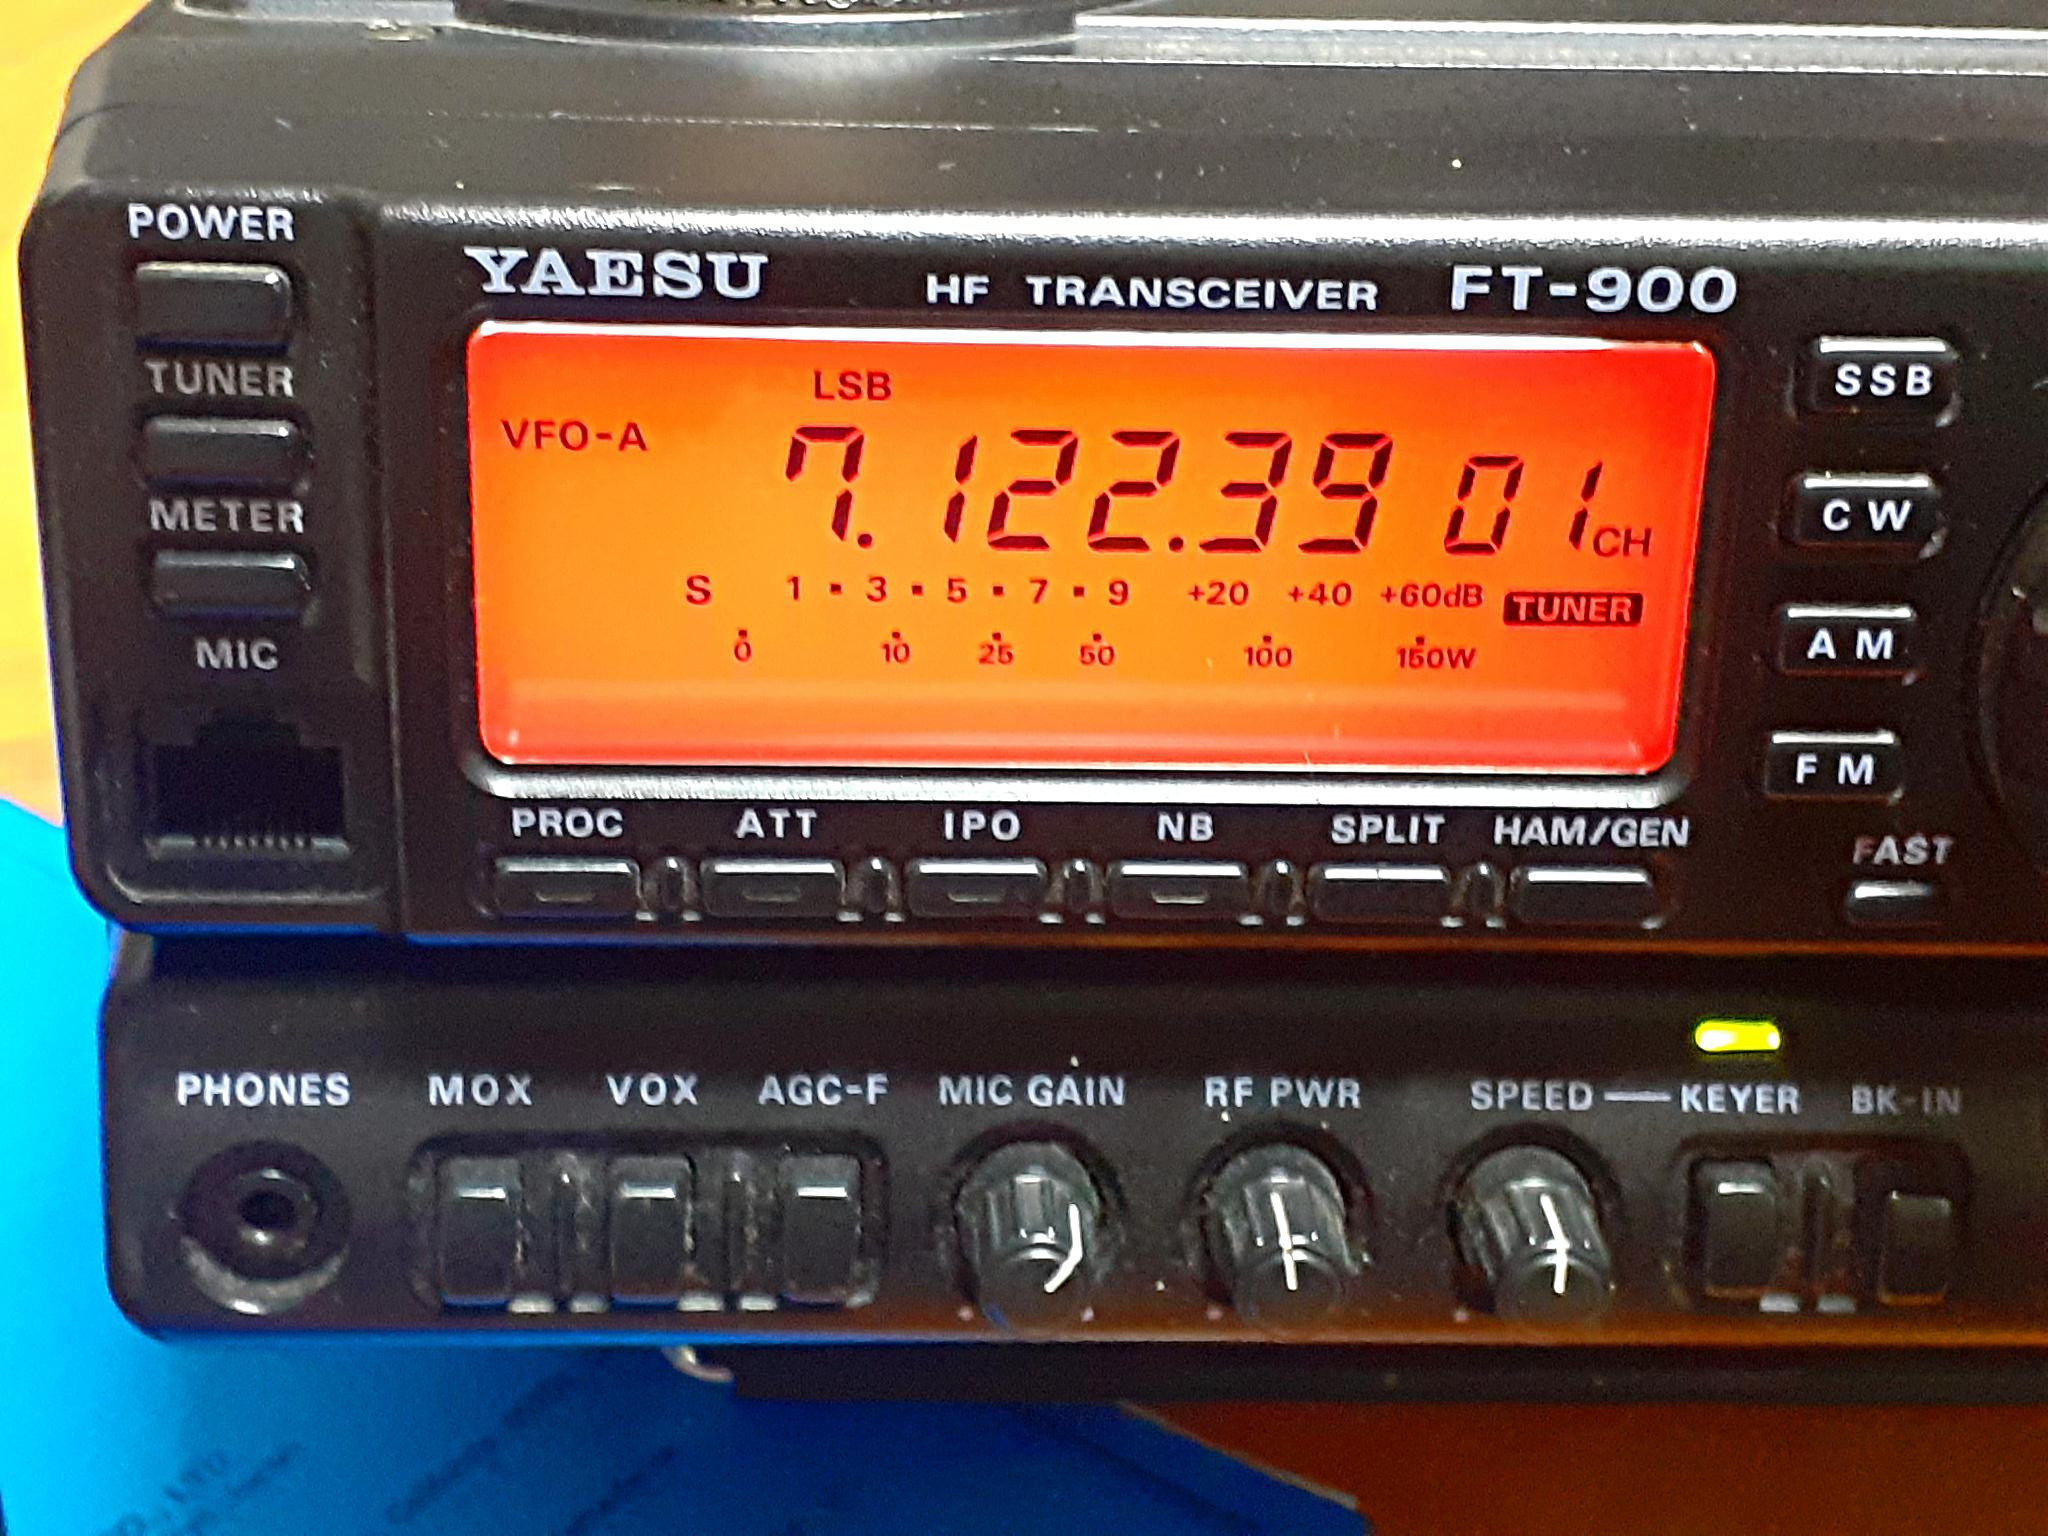 POWER
TUNER
METER
MIC
YAESU HF TRANSCEIVER FT-900
LSB
VFO-A 7.122.39 01 CH
S 1 ▪ 3 ▪ 5 ▪ 7 ▪ 9 +20 +40 +60dB TUNER
0 10 25 50 100 150W
SSB
CW
AM
FM
FAST
PROC ATT IPO NB SPLIT HAM/GEN
PHONES MOX VOX AGC-F MIC GAIN RF PWR SPEED — KEYER BK-IN